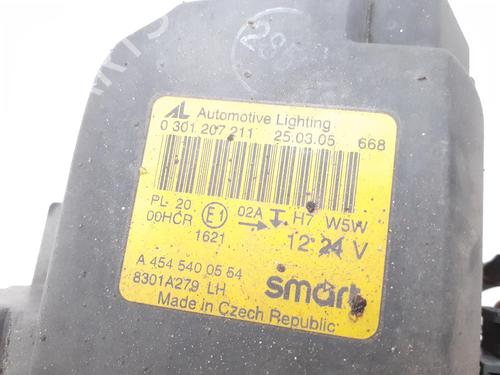 AL Automotive Lighting
0 301 207 211 25.03.05 668
PL 20 02A H7 W5W
00HCR E1
1621 12 24 V
A 454 540 05 54
8301A279 LH smart
Made in Czech Republic